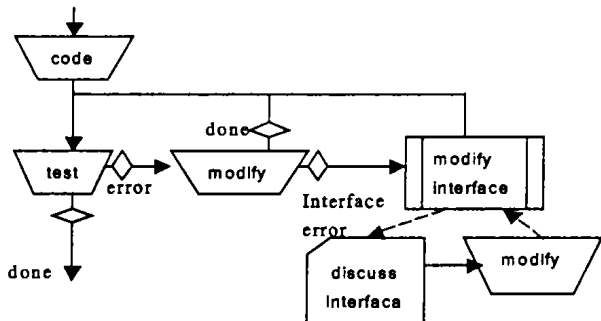 code
done
test
error
modify
modify
interface
Interface
error
done
discuss
interfaca
modify